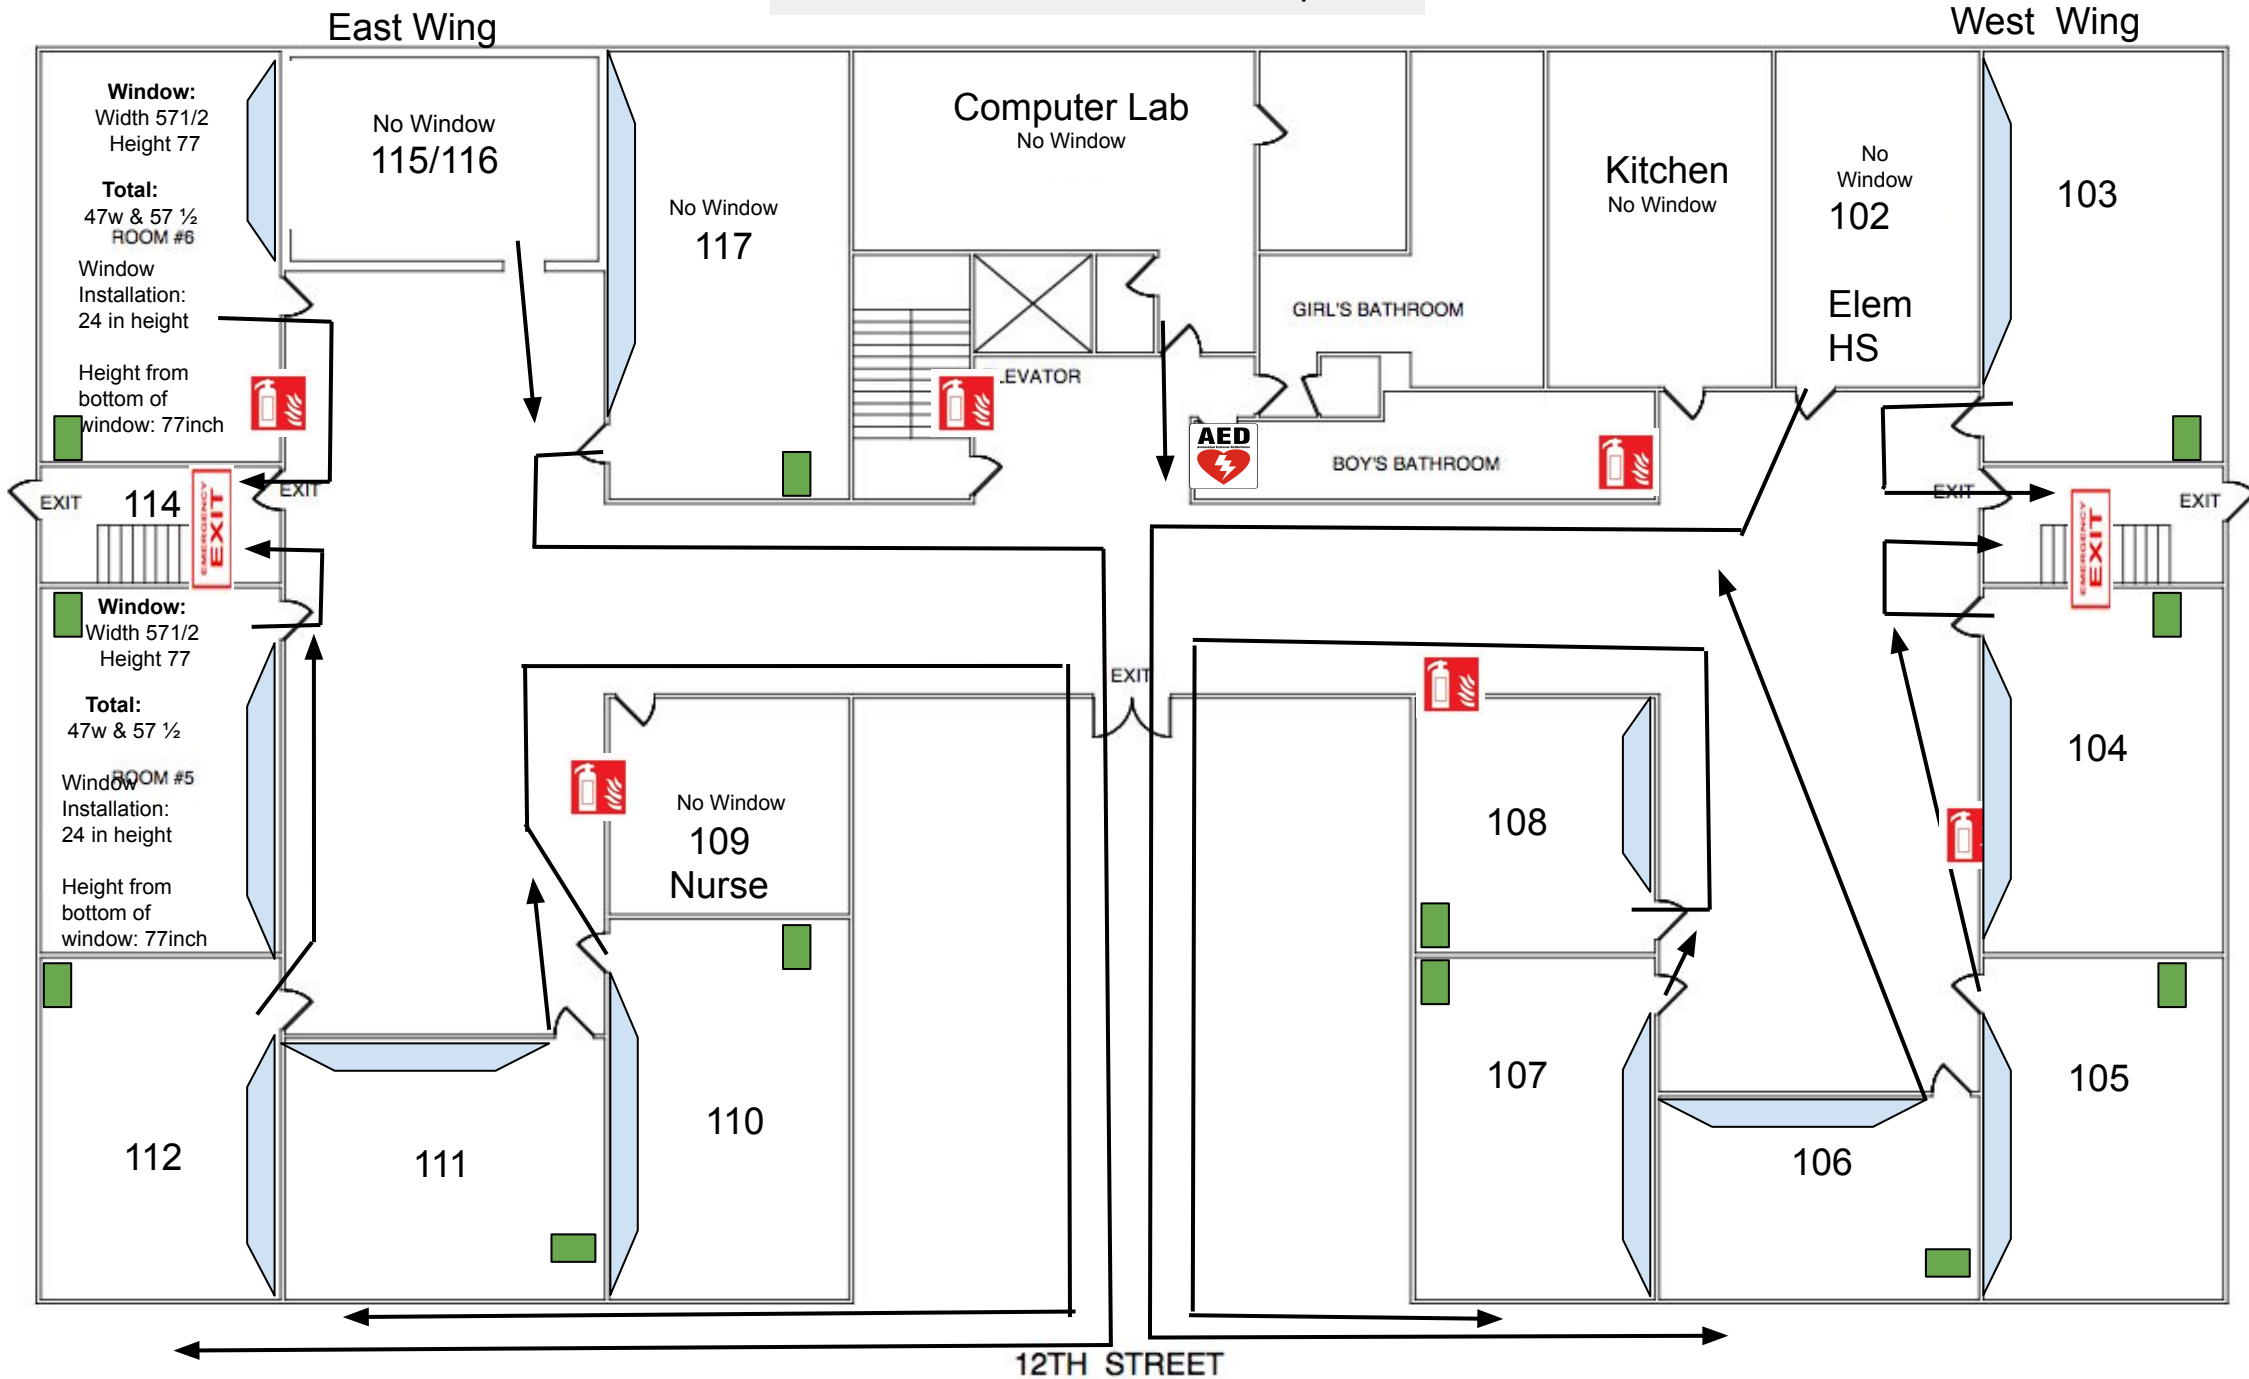 East Wing
West Wing
Window:
Width 571/2
Height 77
Total:
47w & 57 ½
ROOM #6
Window
Installation:
24 in height
Height from
bottom of
window: 77inch
No Window
115/116
No Window
117
Computer Lab
No Window
Kitchen
No Window
No
Window
102
Elem
HS
103
GIRL'S BATHROOM
LEVATOR
AED
BOY'S BATHROOM
EXIT
114
EMERGENCY
EXIT
EXIT
EXIT
EXIT
EMERGENCY
EXIT
Window:
Width 571/2
Height 77
Total:
47w & 57 ½
ROOM #5
Window
Installation:
24 in height
Height from
bottom of
window: 77inch
EXIT
No Window
109
Nurse
108
104
112
111
110
107
106
105
12TH STREET